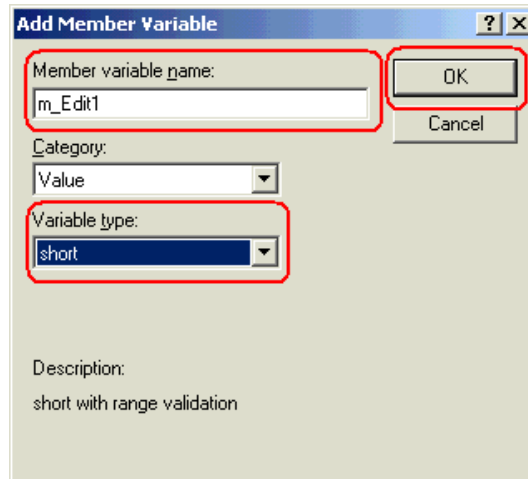 Add Member Variable
Member variable name:
OK
m_Edit1
Cancel
Category:
Value
Variable type:
short
Description:
short with range validation